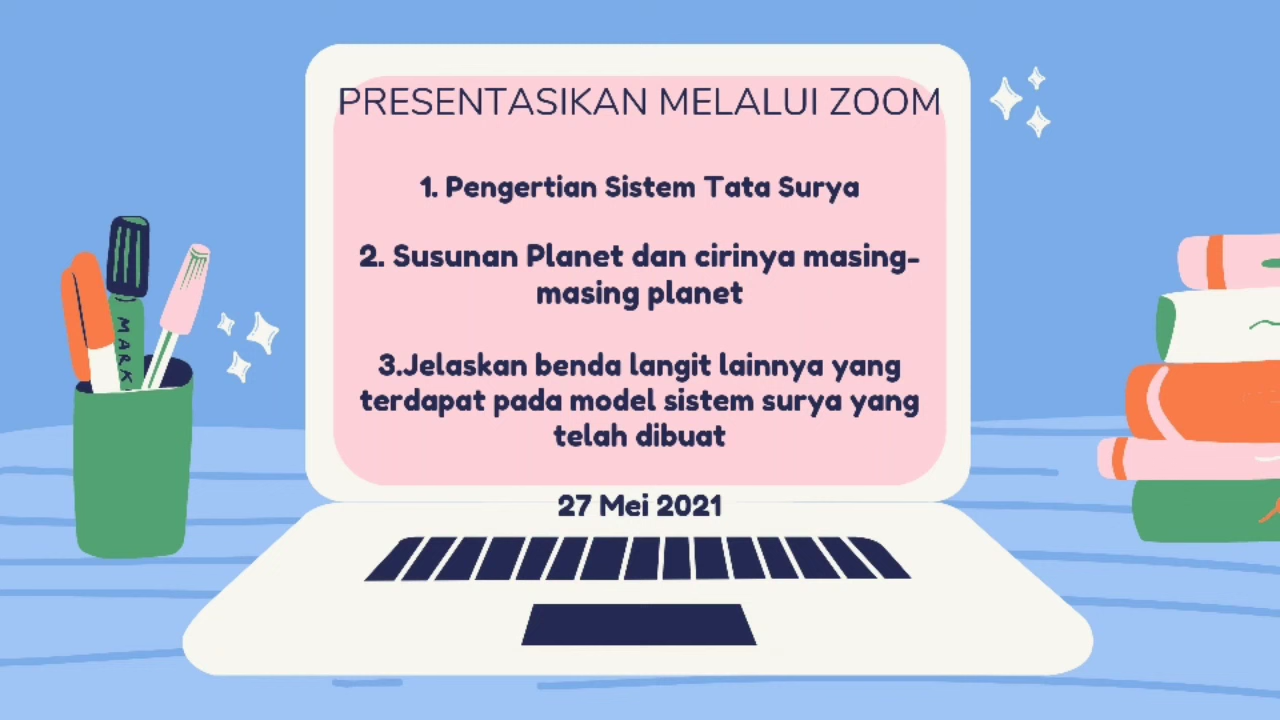 PRESENTASIKAN MELALUI ZOOM
1. Pengertian Sistem Tata Surya
2. Susunan Planet dan cirinya masing-
masing planet
3.Jelaskan benda langit lainnya yang
terdapat pada model sistem surya yang
telah dibuat
27 Mei 2021
MARK